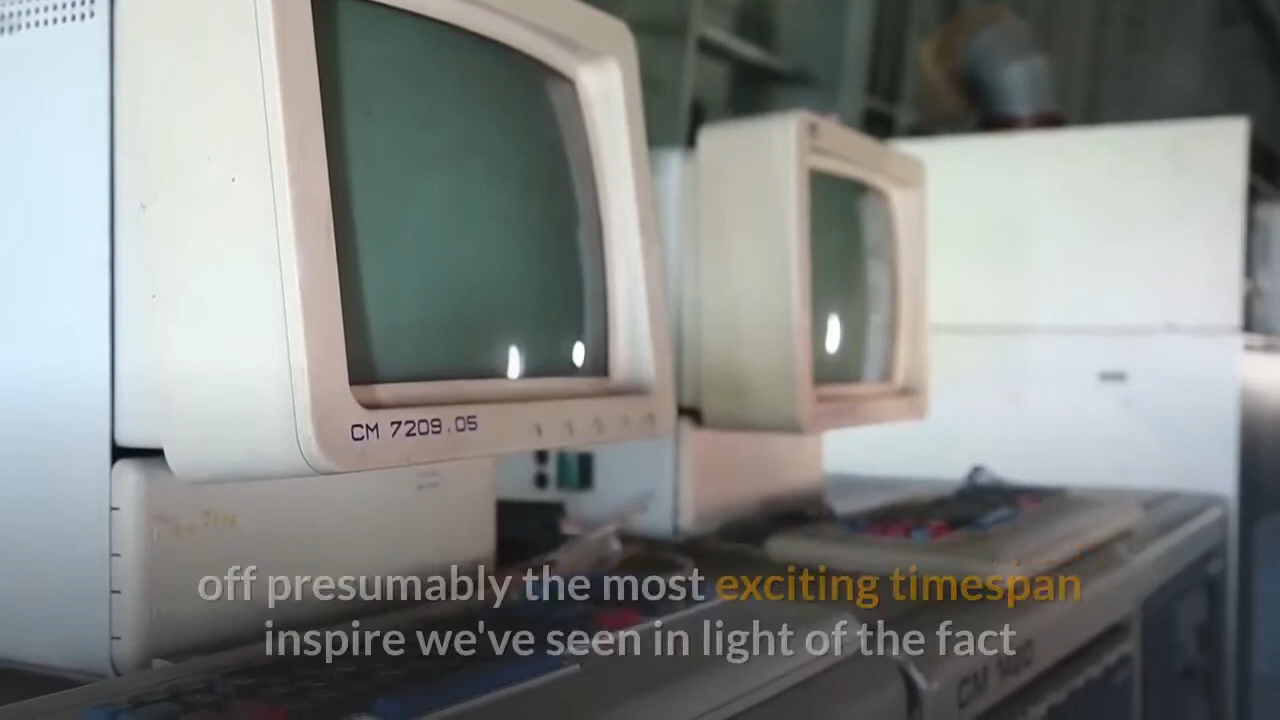 CM 7209.05
off presumably the most exciting timespan
inspire we've seen in light of the fact